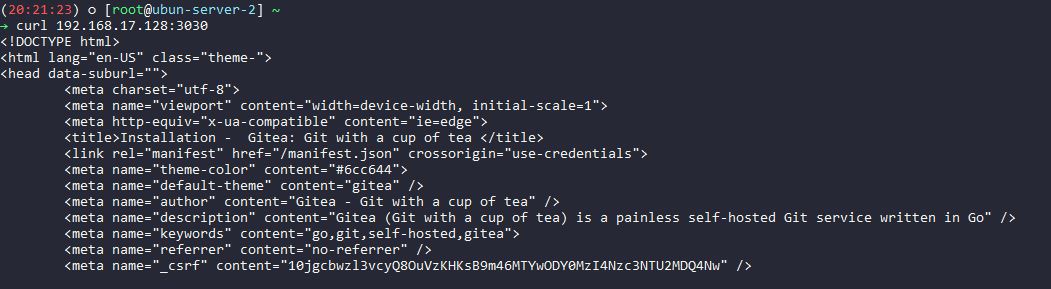 (20:21:23) o [root@ubun-server-2] ~
→ curl 192.168.17.128:3030
<!DOCTYPE html>
<html lang="en-US" class="theme-">
<head data-suburl="">
        <meta charset="utf-8">
        <meta name="viewport" content="width=device-width, initial-scale=1">
        <meta http-equiv="x-ua-compatible" content="ie=edge">
        <title>Installation -  Gitea: Git with a cup of tea </title>
        <link rel="manifest" href="/manifest.json" crossorigin="use-credentials">
        <meta name="theme-color" content="#6cc644">
        <meta name="default-theme" content="gitea" />
        <meta name="author" content="Gitea - Git with a cup of tea" />
        <meta name="description" content="Gitea (Git with a cup of tea) is a painless self-hosted Git service written in Go" />
        <meta name="keywords" content="go,git,self-hosted,gitea">
        <meta name="referrer" content="no-referrer" />
        <meta name="_csrf" content="10jgcbwzl3vcyQ8OuVzKHKsB9m46MTYwODY0MzI4Nzc3NTU2MDQ4Nw" />